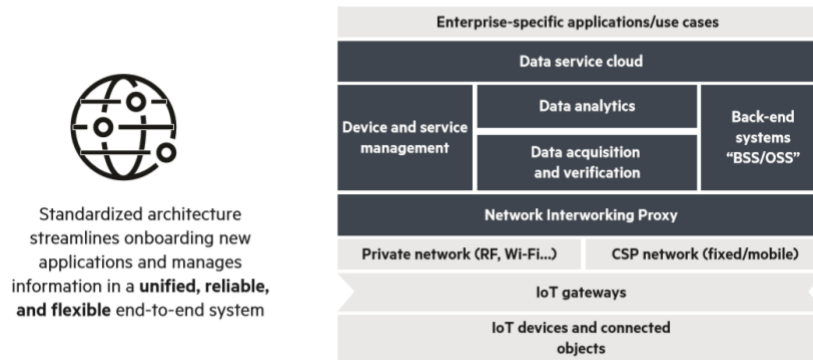 Standardized architecture
streamlines onboarding new
applications and manages
information in a unified, reliable,
and flexible end-to-end system
Enterprise-specific applications/use cases
Data service cloud
Device and service
management
Data analytics
Data acquisition
and verification
Back-end
systems
“BSS/OSS”
Network Interworking Proxy
Private network (RF, Wi-Fi...)
CSP network (fixed/mobile)
IoT gateways
IoT devices and connected
objects